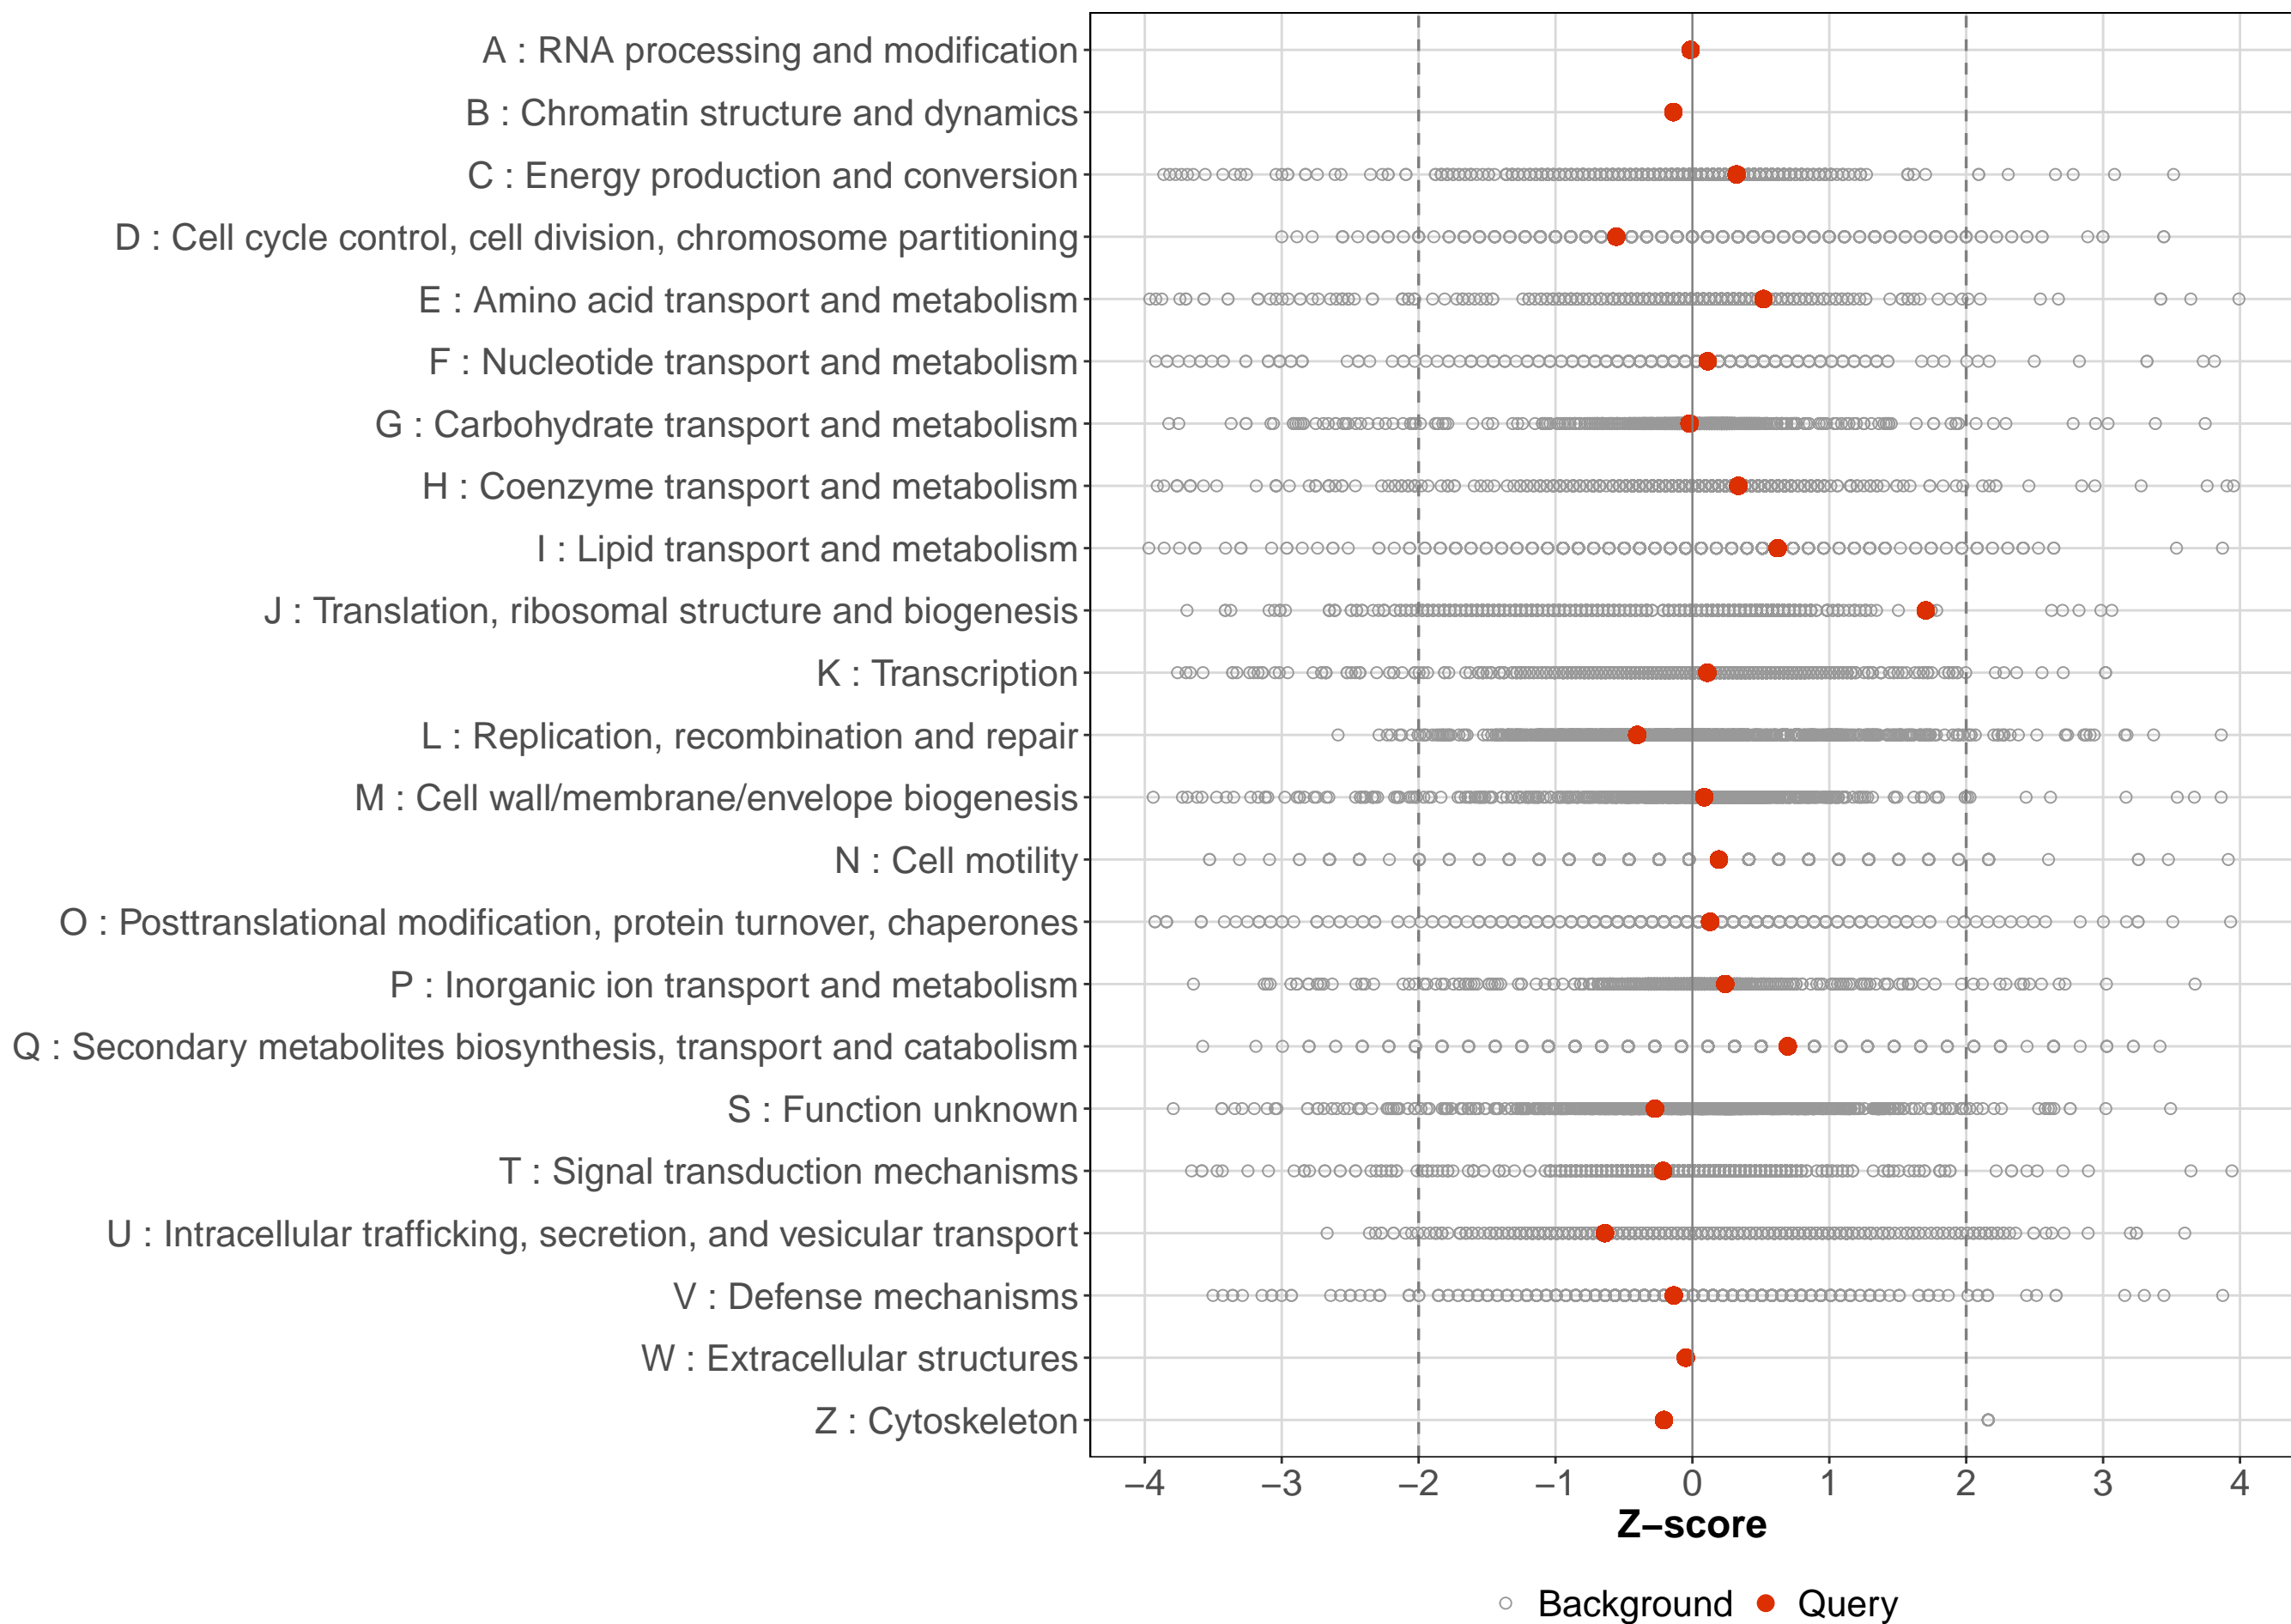 A : RNA processing and modification
B : Chromatin structure and dynamics
C : Energy production and conversion
D : Cell cycle control, cell division, chromosome partitioning
E : Amino acid transport and metabolism
F : Nucleotide transport and metabolism
G : Carbohydrate transport and metabolism
H : Coenzyme transport and metabolism
I : Lipid transport and metabolism
J : Translation, ribosomal structure and biogenesis
K : Transcription
L : Replication, recombination and repair
M : Cell wall/membrane/envelope biogenesis
N : Cell motility
O : Posttranslational modification, protein turnover, chaperones
P : Inorganic ion transport and metabolism
Q : Secondary metabolites biosynthesis, transport and catabolism
S : Function unknown
T : Signal transduction mechanisms
U : Intracellular trafficking, secretion, and vesicular transport
V : Defense mechanisms
W : Extracellular structures
Z : Cytoskeleton
−4 −3 −2 −1 0 1 2 3 4
Z−score
Background Query